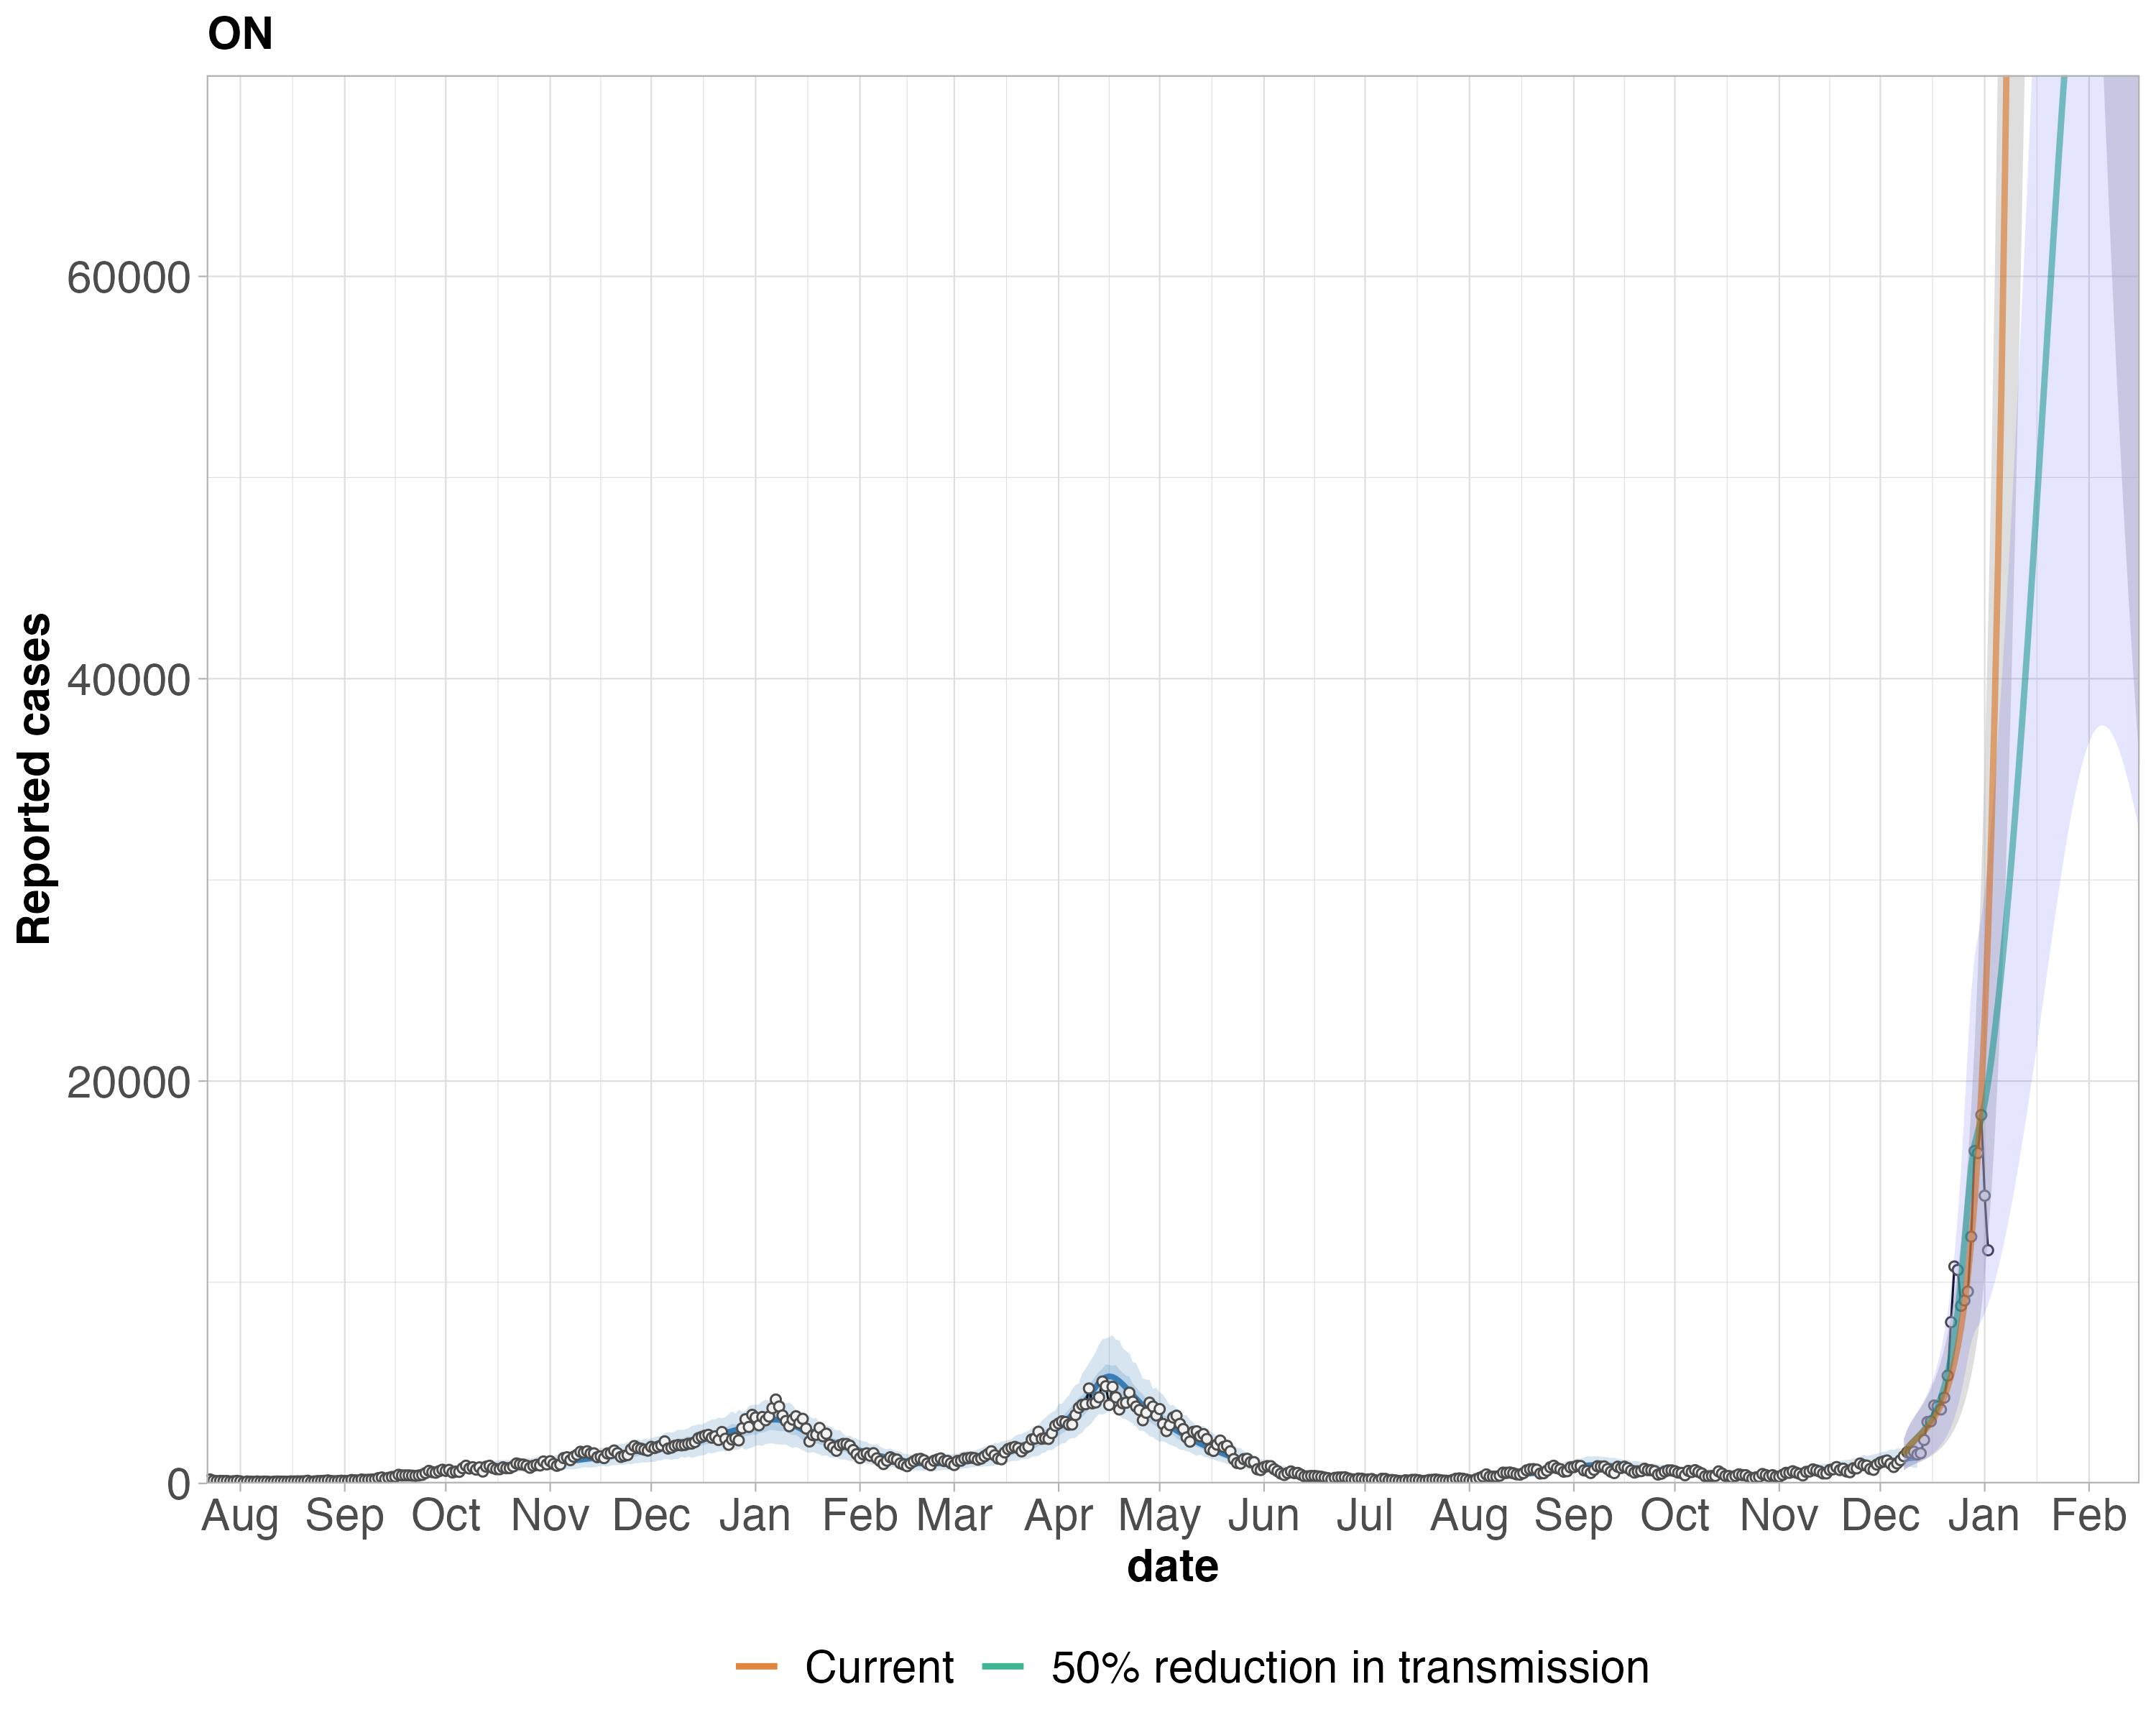 ON
Reported cases
60000
40000
20000
0
Aug Sep Oct Nov Dec Jan Feb Mar Apr May Jun Jul Aug Sep Oct Nov Dec Jan Feb
date
Current 50% reduction in transmission